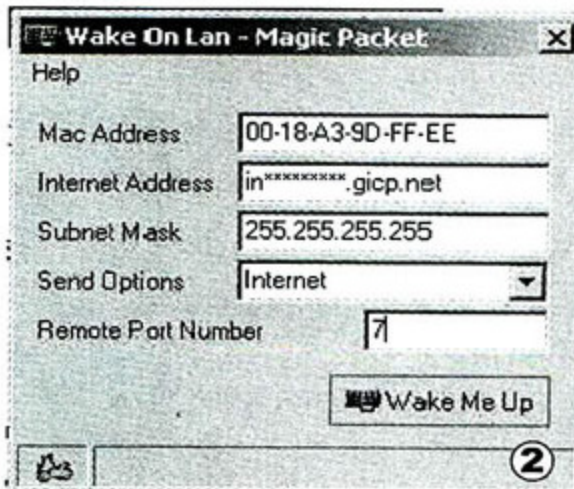 Wake On Lan - Magic Packet
Help
Mac Address 00-18-A3-9D-FF-EE
Internet Address in*********.gicp.net
Subnet Mask 255.255.255.255
Send Options Internet
Remote Port Number 7
Wake Me Up
②